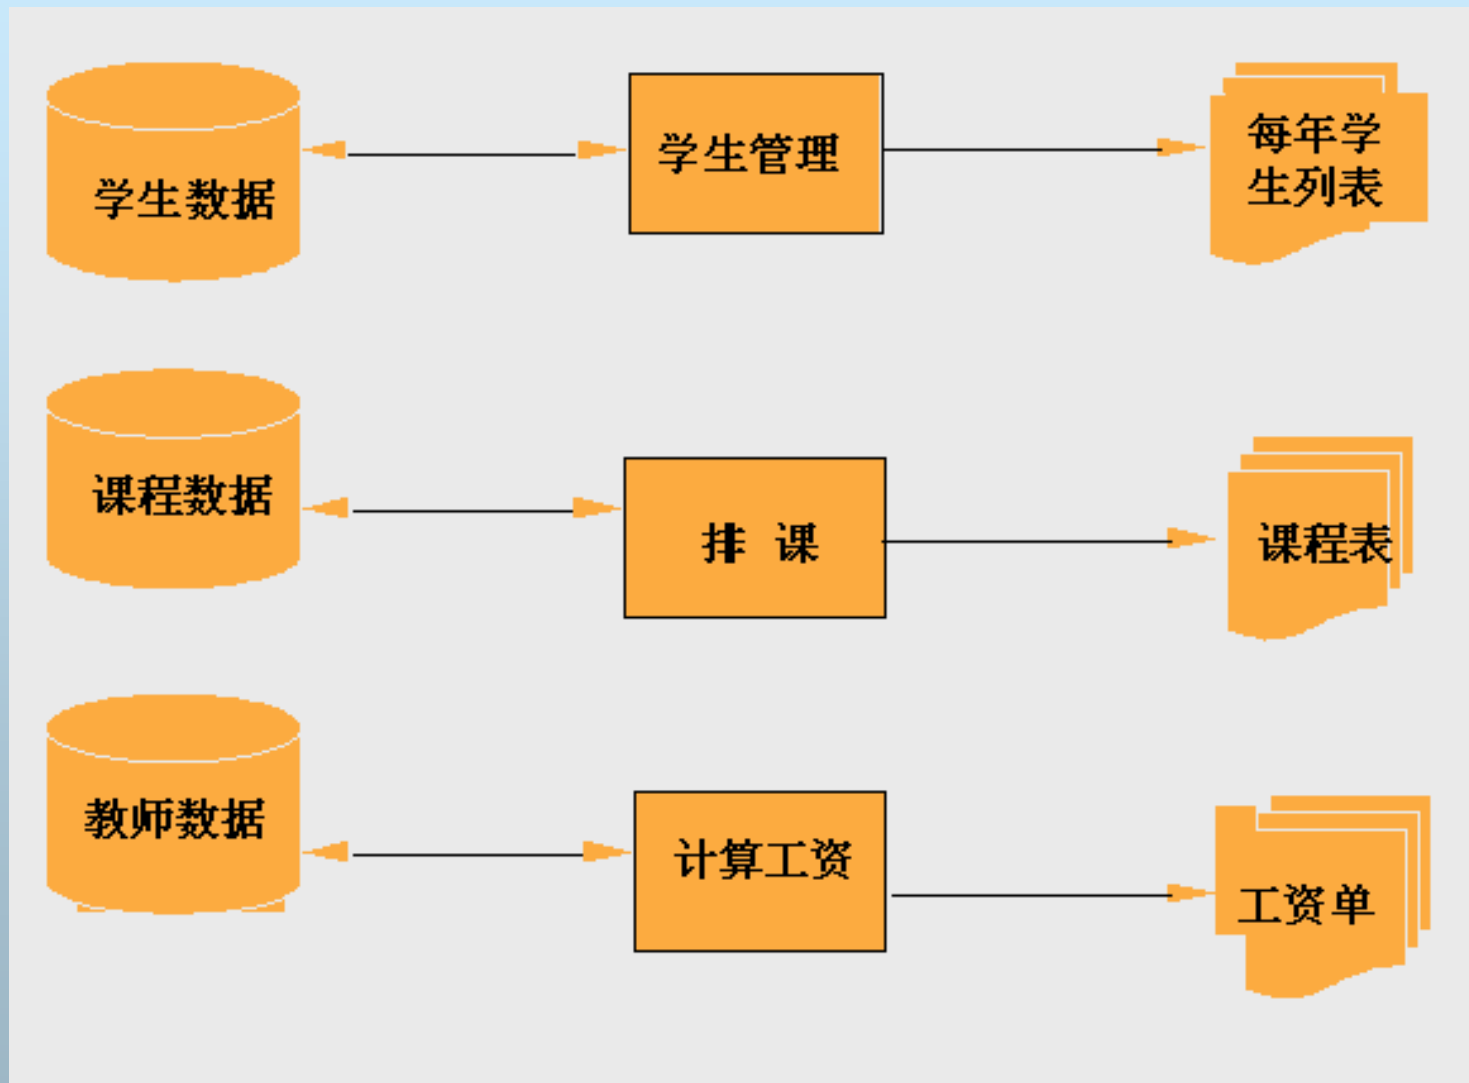 学生数据
学生管理
每年学
生列表
课程数据
排 课
课程表
教师数据
计算工资
工资单